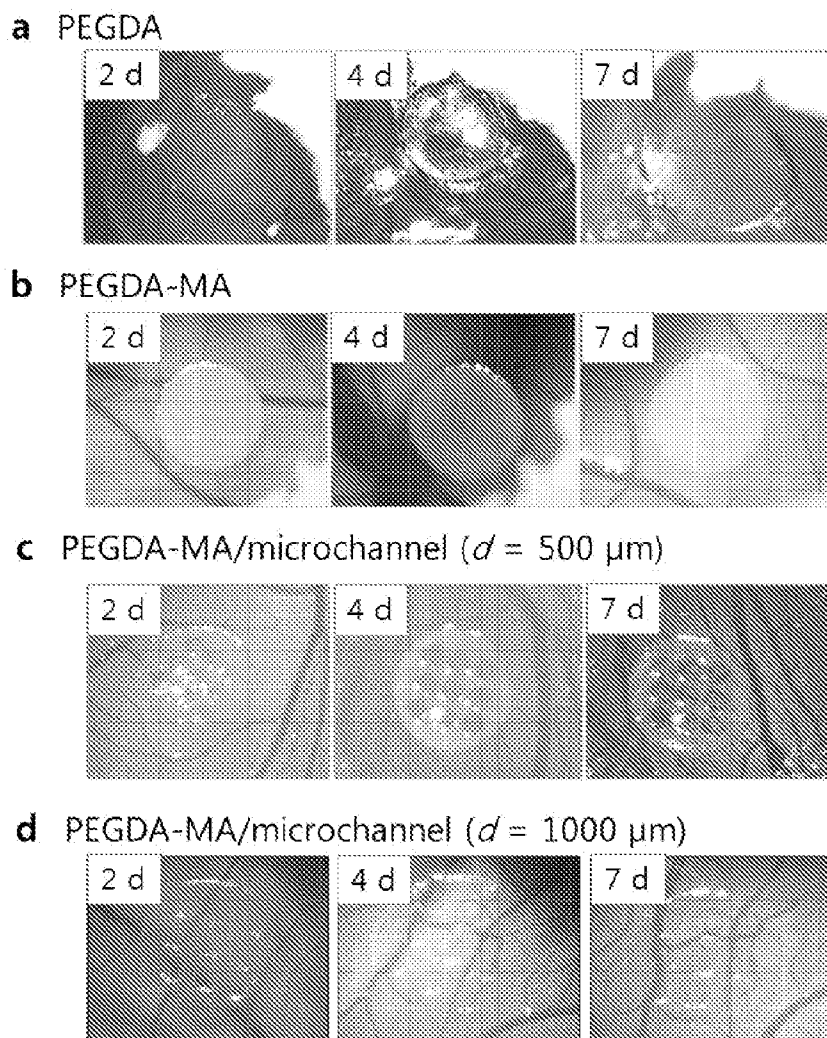 a PEGDA
2 d 4 d 7 d
b PEGDA-MA
2 d 4 d 7 d
c PEGDA-MA/microchannel (d = 500 μm)
2 d 4 d 7 d
d PEGDA-MA/microchannel (d = 1000 μm)
2 d 4 d 7 d